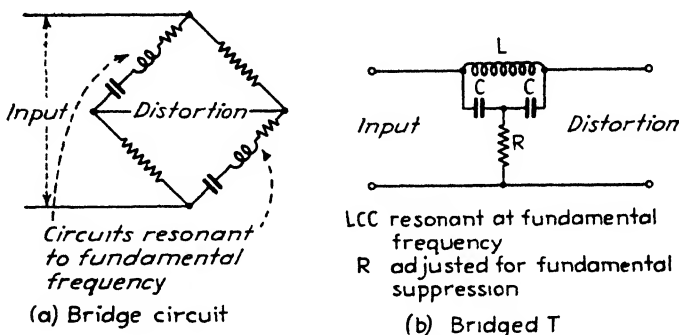 Input
Distortion
Circuits resonant
to fundamental
frequency
(a) Bridge circuit
L
C C
Input
R
Distortion
LCC resonant at fundamental
frequency
R adjusted for fundamental
suppression
(b) Bridged T